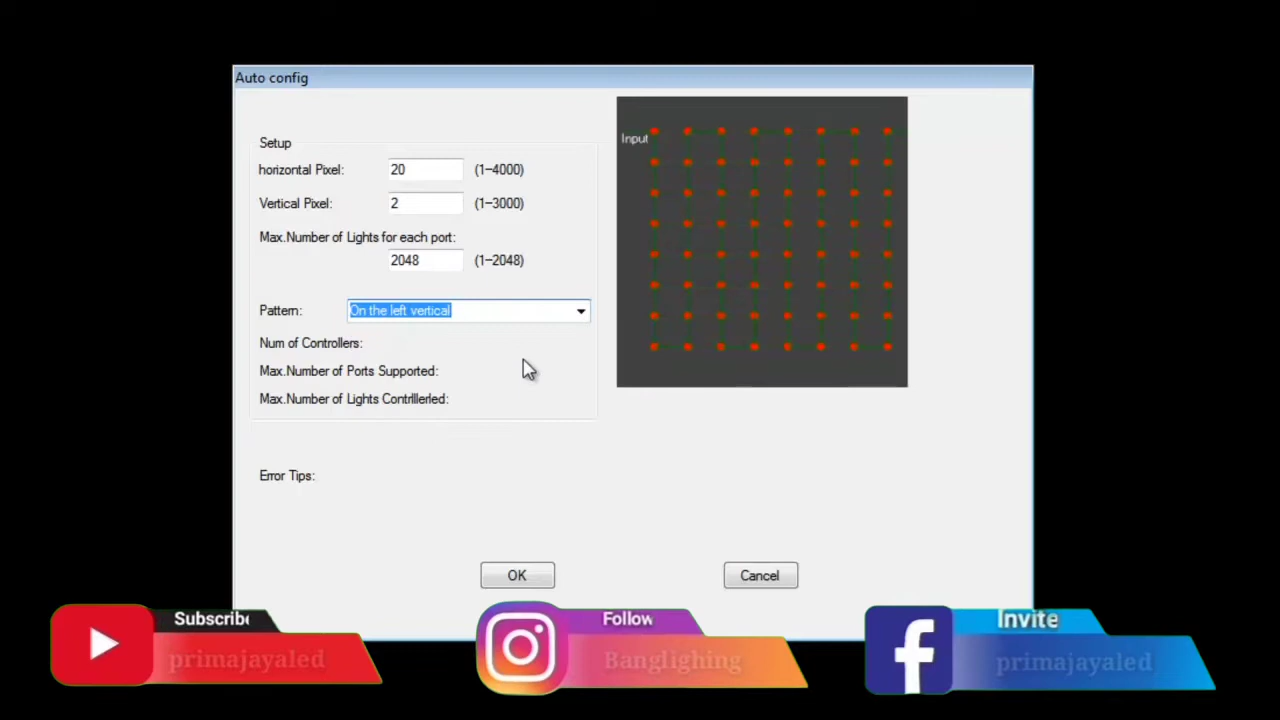 Auto config
Setup
Input
horizontal Pixel: 20 (1-4000)
Vertical Pixel: 2 (1-3000)
Max.Number of Lights for each port:
2048 (1-2048)
Pattern: On the left vertical
Num of Controllers:
Max.Number of Ports Supported:
Max.Number of Lights Contrlllerled:
Error Tips:
OK Cancel
Subscribe Follow Invite
primajayaled Banglighing primajayaled